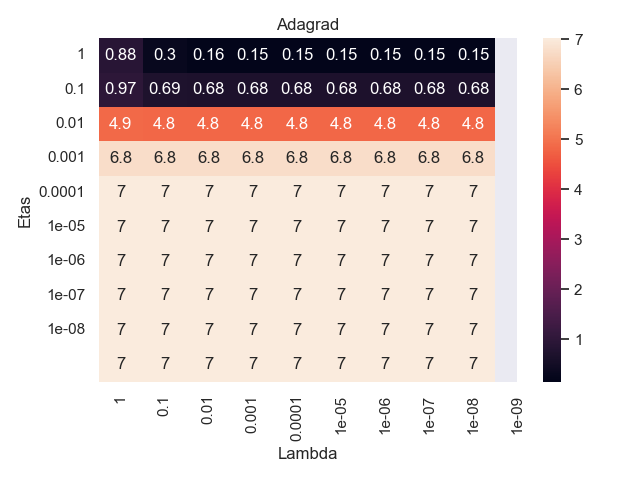 Adagrad
1 0.88 0.3 0.16 0.15 0.15 0.15 0.15 0.15 0.15
0.1 0.97 0.69 0.68 0.68 0.68 0.68 0.68 0.68 0.68
0.01 4.9 4.8 4.8 4.8 4.8 4.8 4.8 4.8 4.8
0.001 6.8 6.8 6.8 6.8 6.8 6.8 6.8 6.8 6.8
0.0001 7 7 7 7 7 7 7 7 7
1e-05 7 7 7 7 7 7 7 7 7
1e-06 7 7 7 7 7 7 7 7 7
1e-07 7 7 7 7 7 7 7 7 7
1e-08 7 7 7 7 7 7 7 7 7
7 7 7 7 7 7 7 7 7
Etas
1 0.1 0.01 0.001 0.0001 1e-05 1e-06 1e-07 1e-08 1e-09
Lambda
7
6
5
4
3
2
1